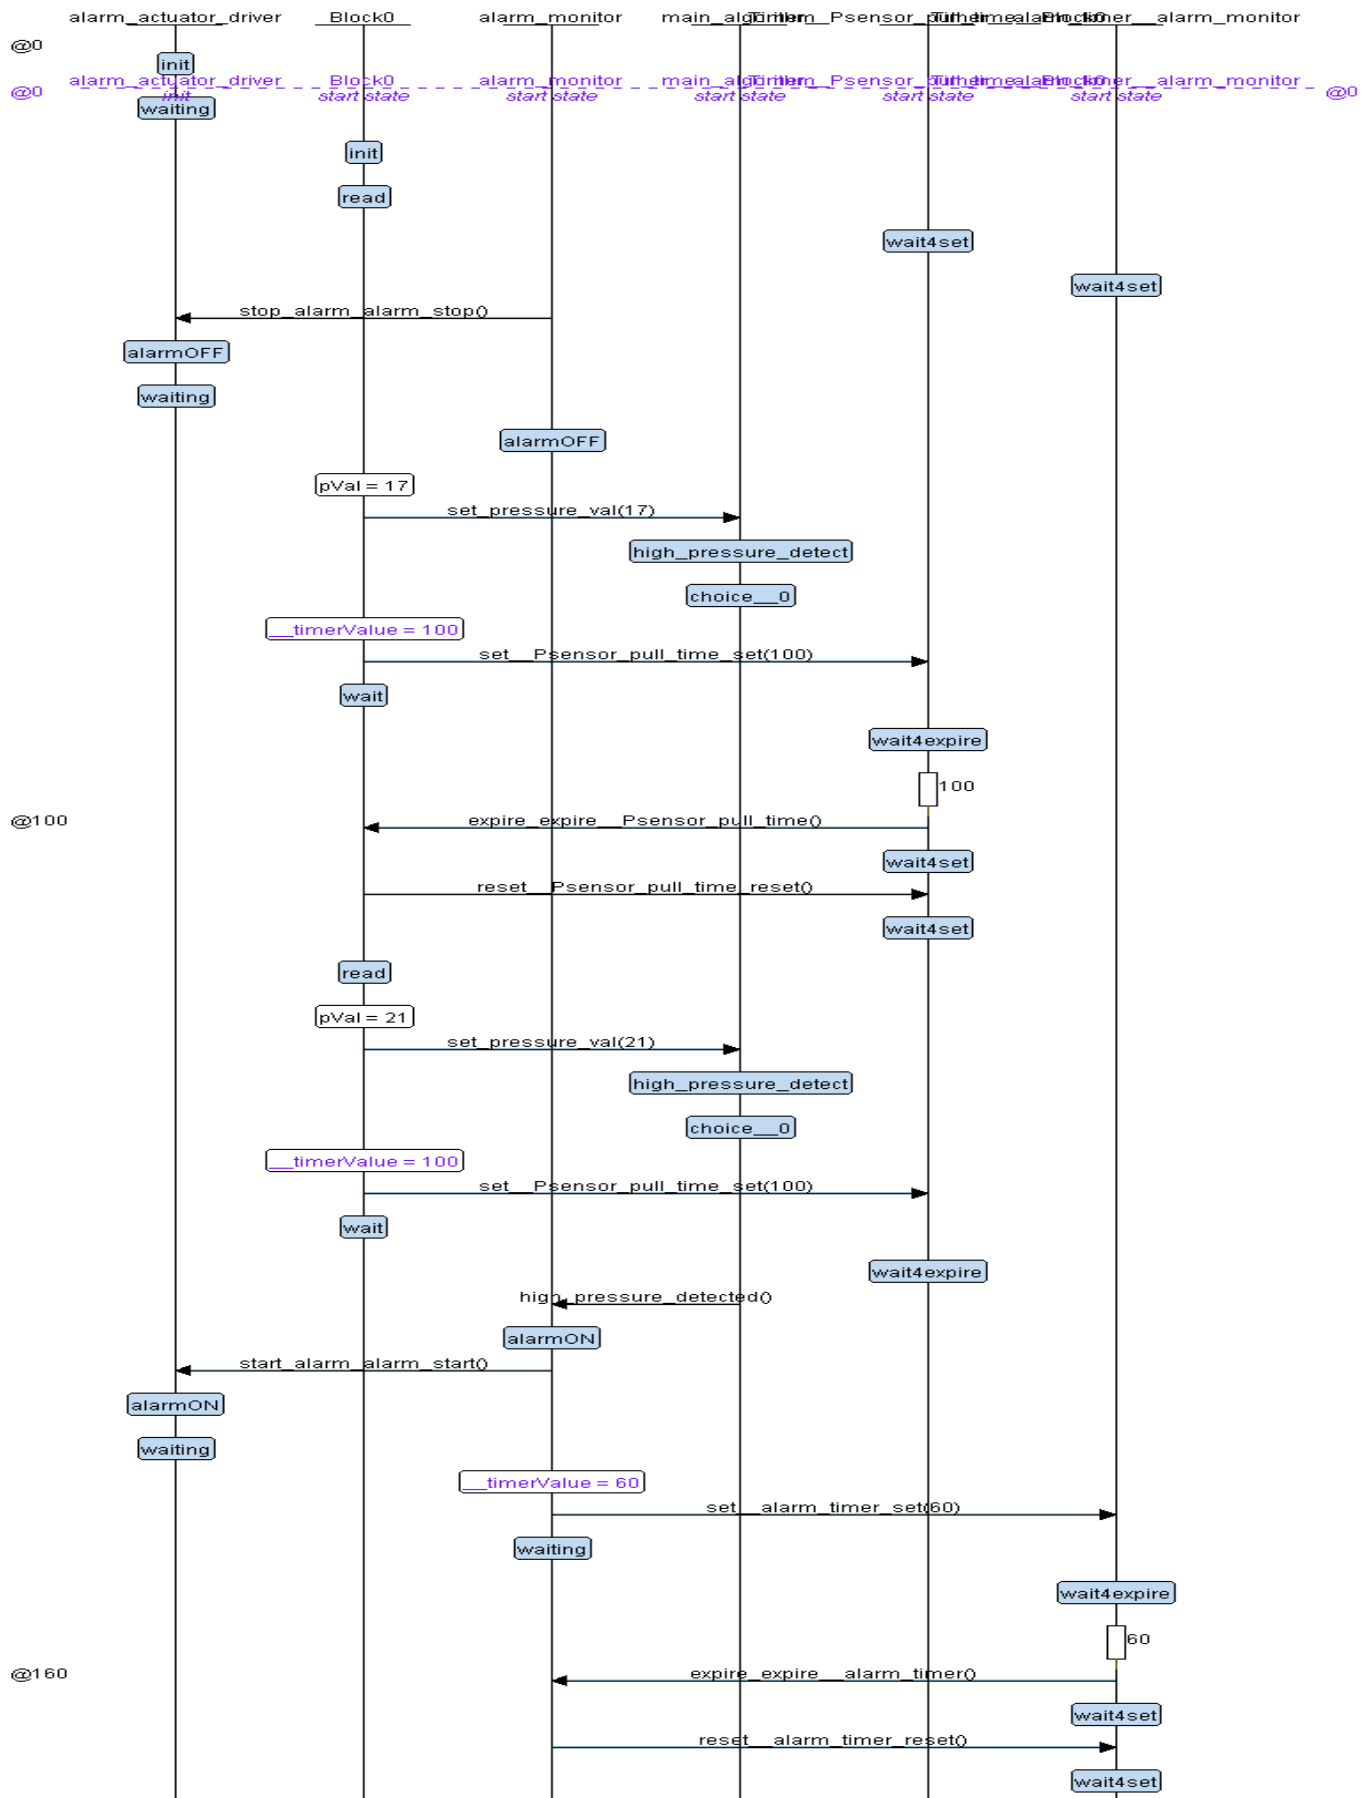 alarm_actuator_driver Block0 alarm_monitor
@0
init
alarm_actuator_driver Block0 alarm_monitor
@0 init start state start state start state start state start state @0
waiting
init
read
wait4set
wait4set
stop_alarm_alarm_stop()
alarmOFF
waiting
alarmOFF
pVal = 17
set_pressure_val(17)
high_pressure_detect
choice__0
__timerValue = 100
set__Psensor_pull_time_set(100)
wait
wait4expire
100
@100 expire_expire__Psensor_pull_time()
wait4set
reset__Psensor_pull_time_reset()
wait4set
read
pVal = 21
set_pressure_val(21)
high_pressure_detect
choice__0
__timerValue = 100
set__Psensor_pull_time_set(100)
wait
wait4expire
high_pressure_detected()
alarmON
start_alarm_alarm_start()
alarmON
waiting
__timerValue = 60
set__alarm_timer_set(60)
waiting
wait4expire
60
@160 expire_expire__alarm_timer()
wait4set
reset__alarm_timer_reset()
wait4set